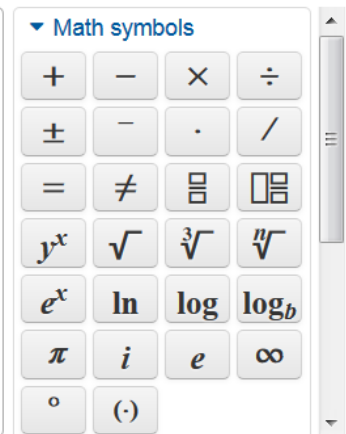 Math symbols
+ − × ÷
± − · /
= ≠ □/□ □□/□
yˣ √ ∛ ⁿ√
eˣ ln log log_b
π i e ∞
° (·)